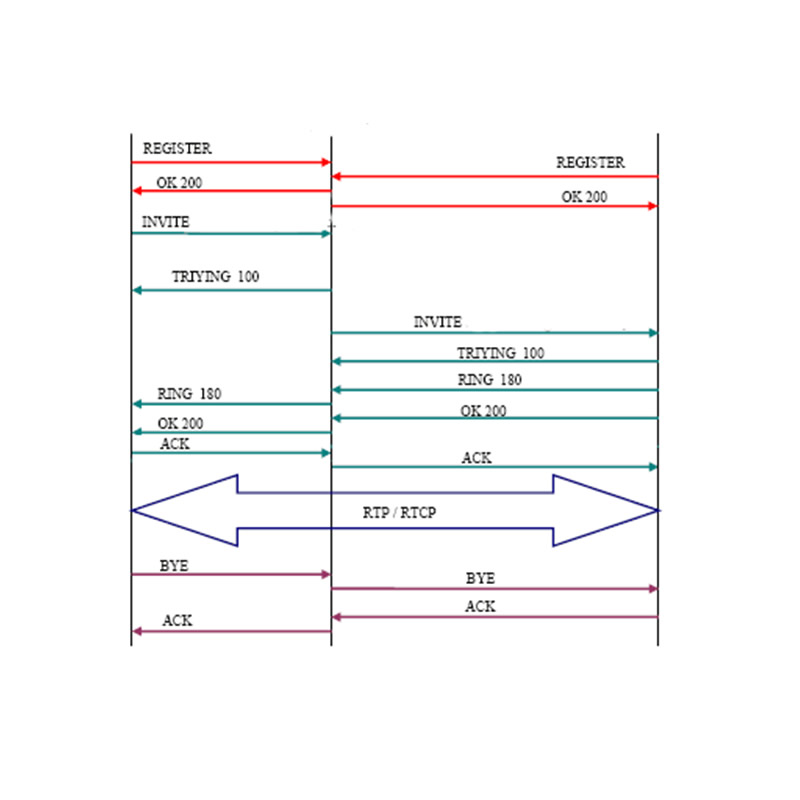 REGISTER
REGISTER
OK 200
OK 200
INVITE
TRIYING 100
INVITE
TRIYING 100
RING 180
RING 180
OK 200
OK 200
ACK
ACK
RTP / RTCP
BYE
BYE
ACK
ACK